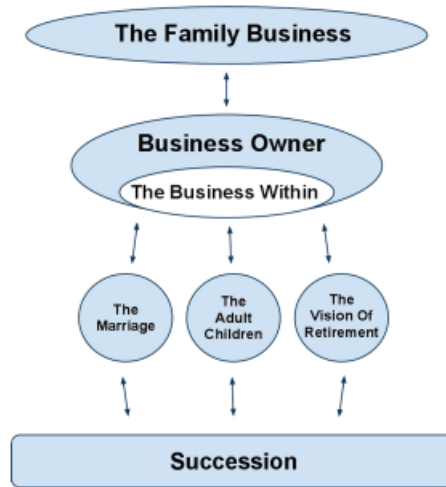 The Family Business
Business Owner
The Business Within
The
Marriage
The
Adult
Children
The
Vision Of
Retirement
Succession